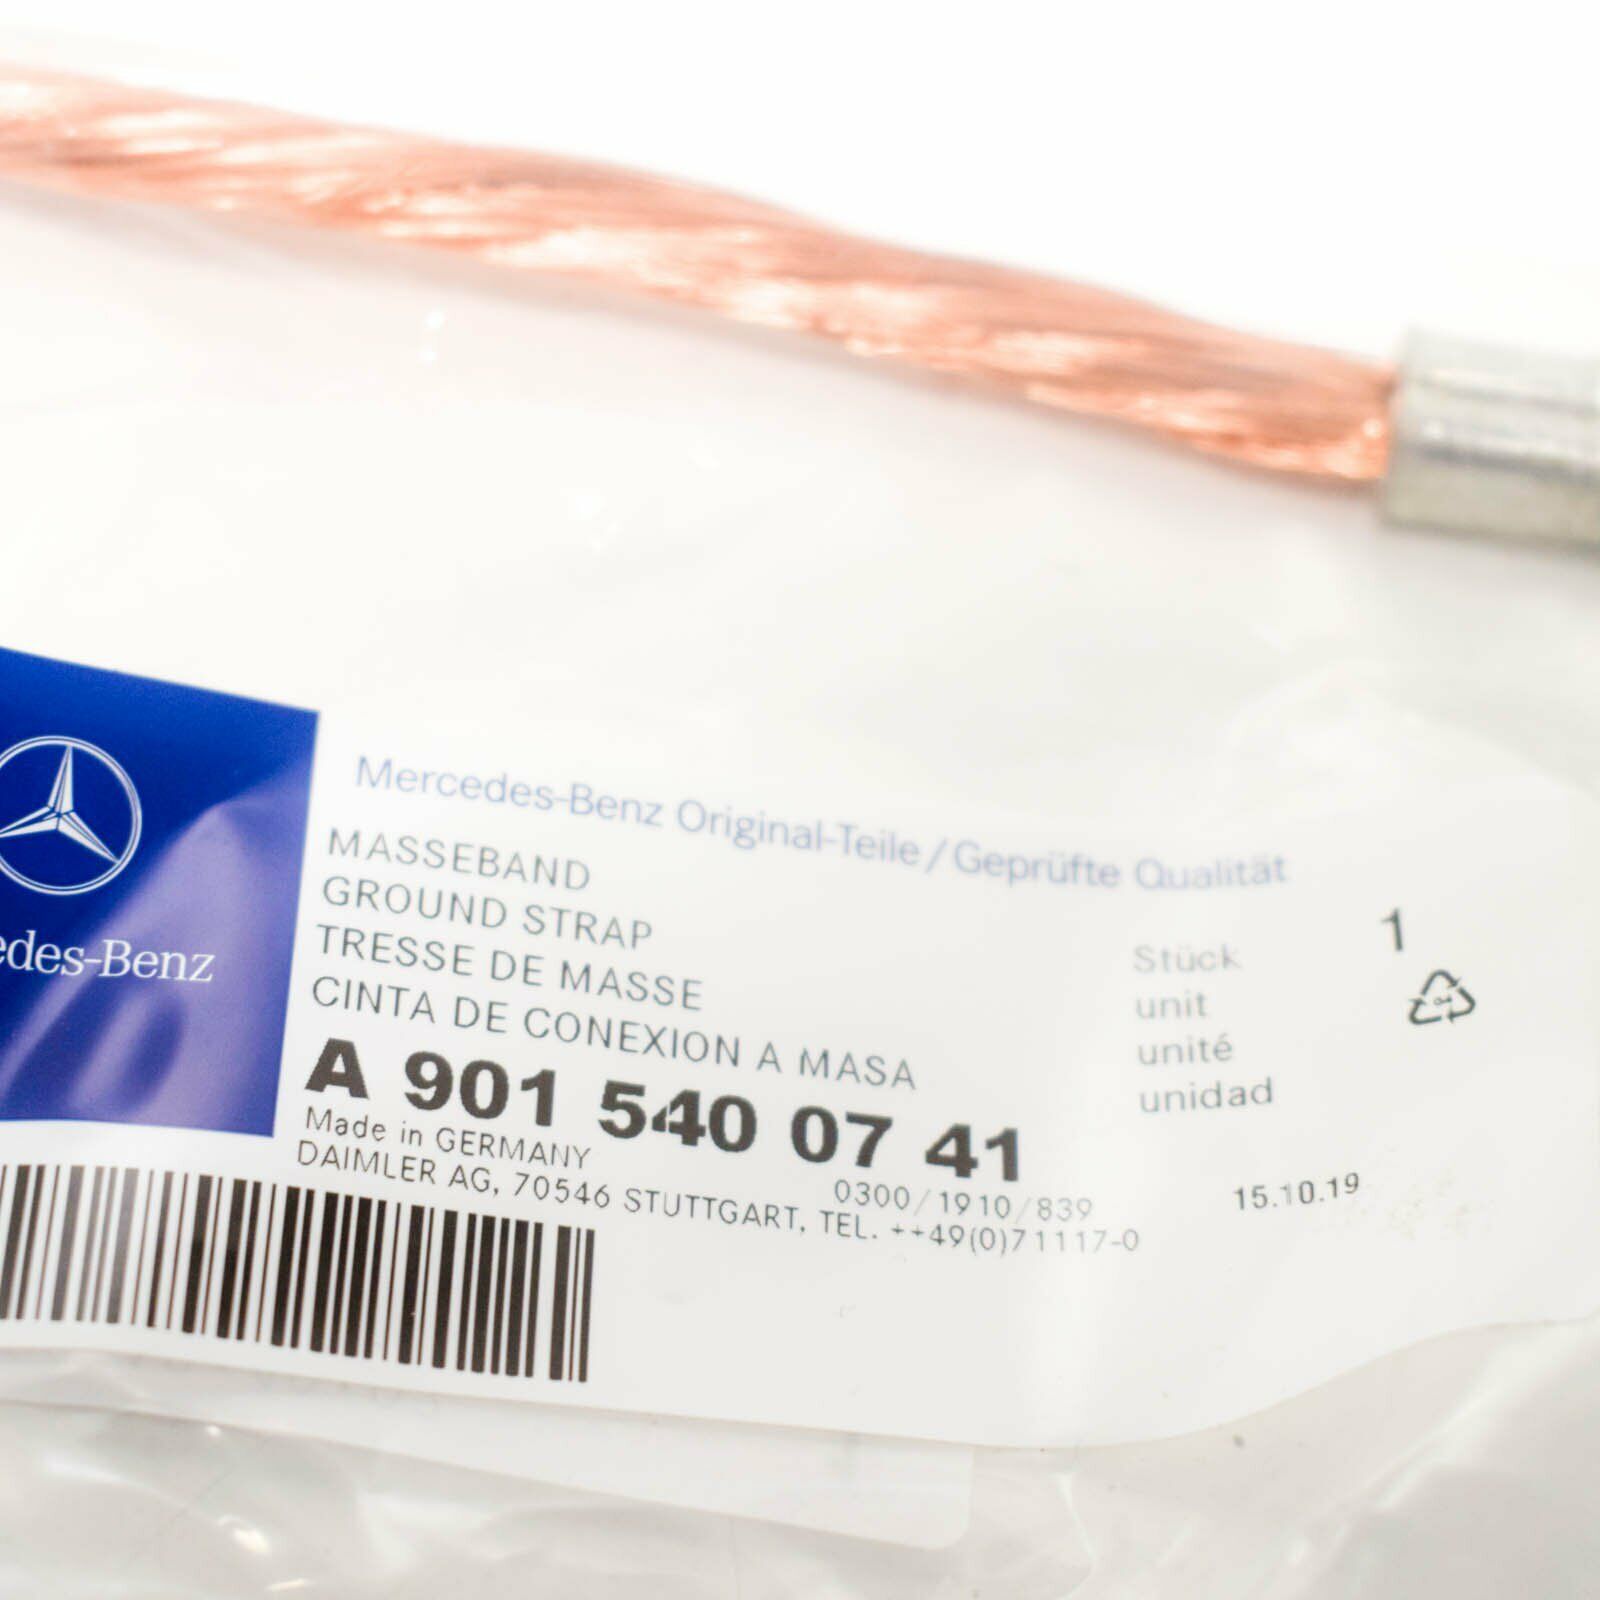 edes-Benz
Mercedes-Benz Original-Teile/Geprüfte Qualität
MASSEBAND
GROUND STRAP
TRESSE DE MASSE
CINTA DE CONEXION A MASA
Stück 1
unit
unité
unidad
A 901 540 07 41
Made in GERMANY
0300/1910/839
15.10.19
DAIMLER AG, 70546 STUTTGART, TEL. ++49(0)71117-0